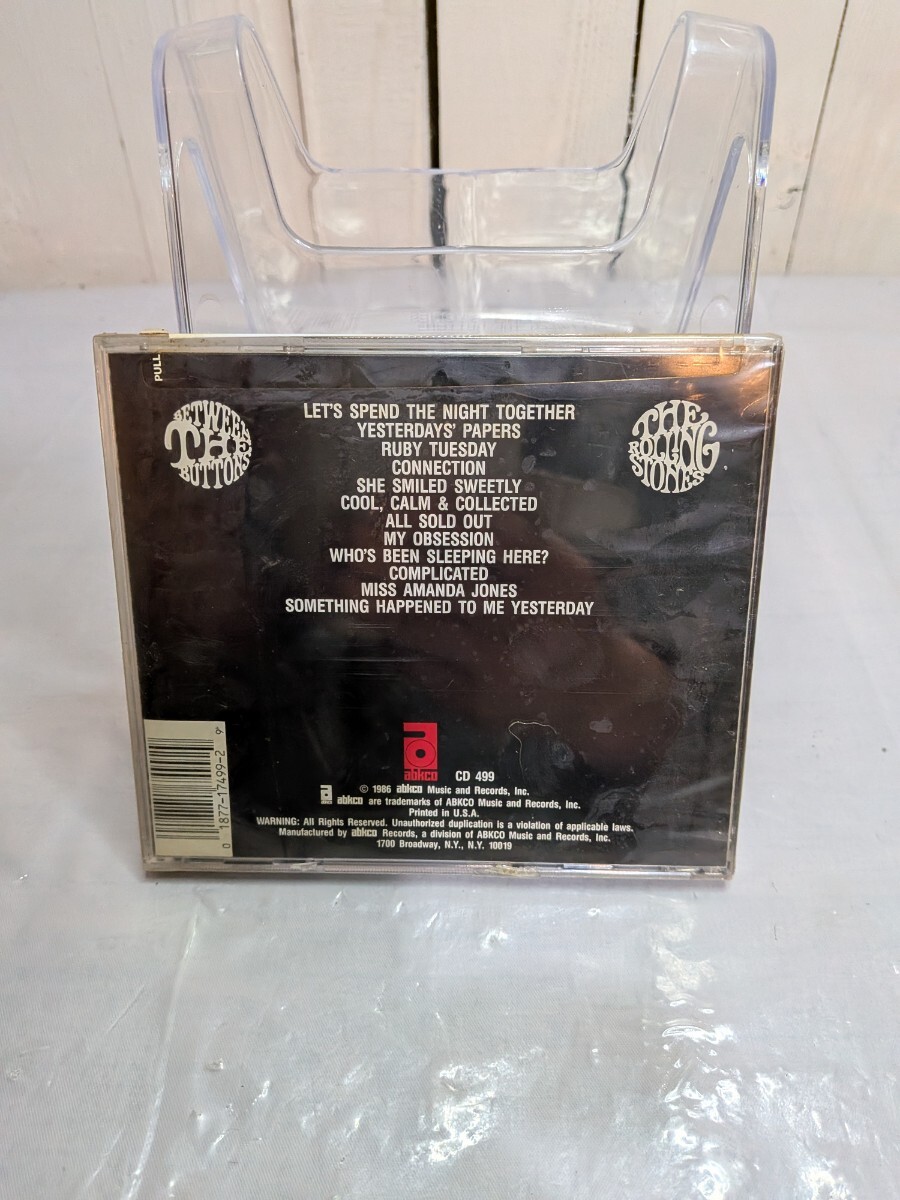 PULL
BETWEEN
THE
BUTTONS
THE
ROLLING
STONES
LET'S SPEND THE NIGHT TOGETHER
YESTERDAYS' PAPERS
RUBY TUESDAY
CONNECTION
SHE SMILED SWEETLY
COOL, CALM & COLLECTED
ALL SOLD OUT
MY OBSESSION
WHO'S BEEN SLEEPING HERE?
COMPLICATED
MISS AMANDA JONES
SOMETHING HAPPENED TO ME YESTERDAY
abkco
CD 499
© 1986 abkco Music and Records, Inc.
abkco are trademarks of ABKCO Music and Records, Inc.
Printed in U.S.A.
WARNING: All Rights Reserved. Unauthorized duplication is a violation of applicable laws.
Manufactured by abkco Records, a division of ABKCO Music and Records, Inc.
1700 Broadway, N.Y., N.Y. 10019
0 1877-17499-2 9